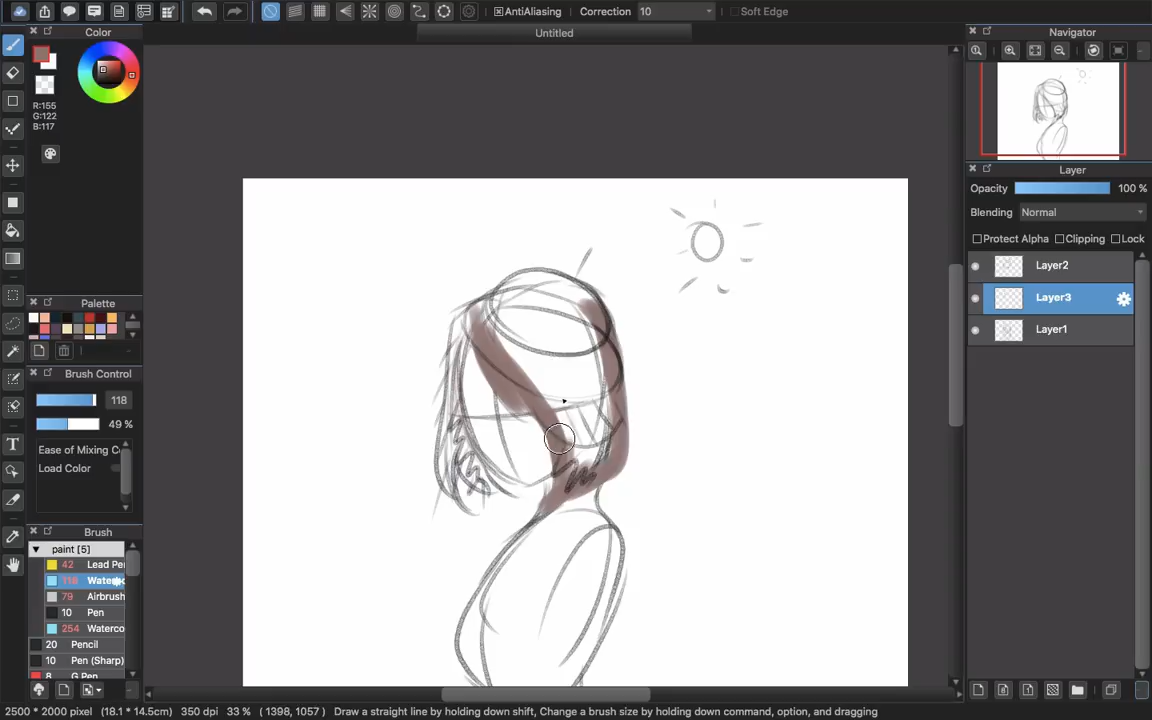 AntiAliasing Correction 10 Soft Edge
Color
Untitled
Navigator
R:155
G:122
B:117
Layer
Opacity 100 %
Blending Normal
Protect Alpha Clipping Lock
Layer2
Layer3
Layer1
Palette
Brush Control
118
49 %
Ease of Mixing C
Load Color
Brush
paint [5]
42 Lead Pe
118 Waterc
79 Airbrush
10 Pen
254 Waterco
20 Pencil
10 Pen (Sharp)
8 G Pen
2500 * 2000 pixel (18.1 * 14.5cm) 350 dpi 33 % ( 1398, 1057 ) Draw a straight line by holding down shift, Change a brush size by holding down command, option, and dragging